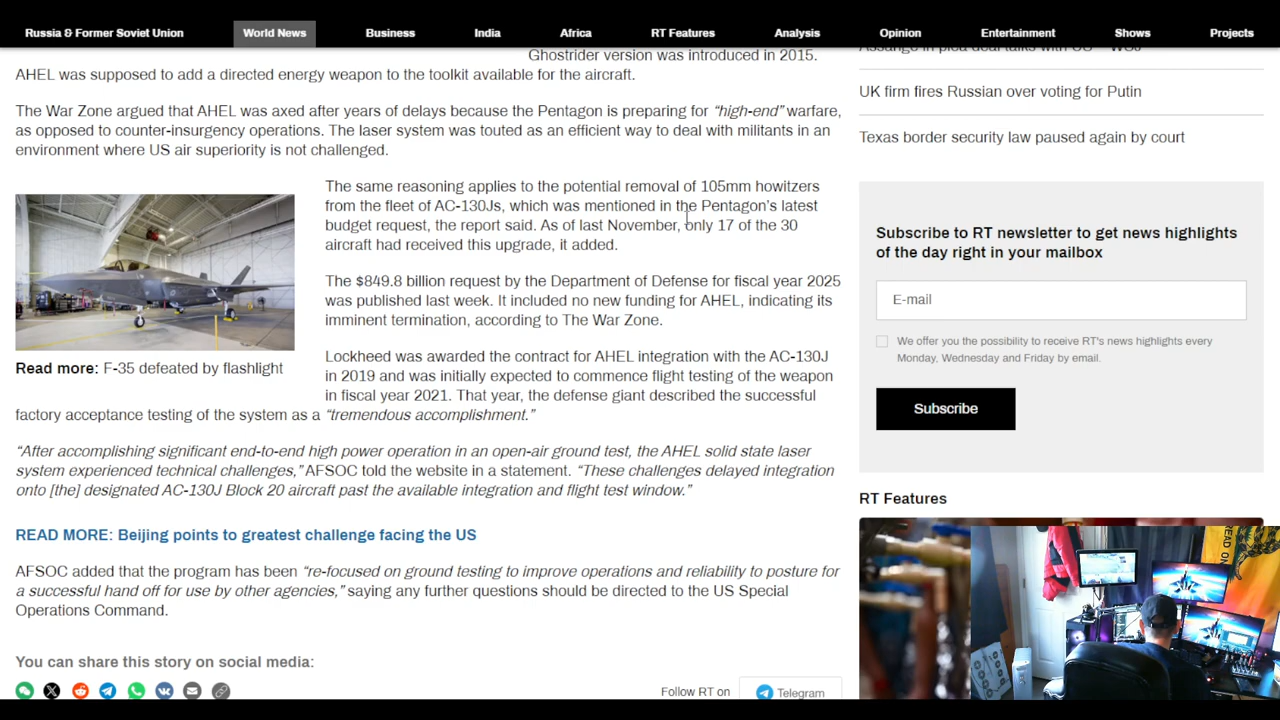 Russia & Former Soviet Union
World News
Business
India
Africa
RT Features
Analysis
Opinion
Entertainment
Shows
Projects
Ghostrider version was introduced in 2015.
AHEL was supposed to add a directed energy weapon to the toolkit available for the aircraft.
The War Zone argued that AHEL was axed after years of delays because the Pentagon is preparing for “high-end” warfare,
as opposed to counter-insurgency operations. The laser system was touted as an efficient way to deal with militants in an
environment where US air superiority is not challenged.
The same reasoning applies to the potential removal of 105mm howitzers
from the fleet of AC-130Js, which was mentioned in the Pentagon’s latest
budget request, the report said. As of last November, only 17 of the 30
aircraft had received this upgrade, it added.
The $849.8 billion request by the Department of Defense for fiscal year 2025
was published last week. It included no new funding for AHEL, indicating its
imminent termination, according to The War Zone.
Read more: F-35 defeated by flashlight
Lockheed was awarded the contract for AHEL integration with the AC-130J
in 2019 and was initially expected to commence flight testing of the weapon
in fiscal year 2021. That year, the defense giant described the successful
factory acceptance testing of the system as a “tremendous accomplishment.”
“After accomplishing significant end-to-end high power operation in an open-air ground test, the AHEL solid state laser
system experienced technical challenges,” AFSOC told the website in a statement. “These challenges delayed integration
onto [the] designated AC-130J Block 20 aircraft past the available integration and flight test window.”
READ MORE: Beijing points to greatest challenge facing the US
AFSOC added that the program has been “re-focused on ground testing to improve operations and reliability to posture for
a successful hand off for use by other agencies,” saying any further questions should be directed to the US Special
Operations Command.
You can share this story on social media:
Follow RT on
Telegram
Assange in plea deal talks with US – WSJ
UK firm fires Russian over voting for Putin
Texas border security law paused again by court
Subscribe to RT newsletter to get news highlights
of the day right in your mailbox
E-mail
We offer you the possibility to receive RT's news highlights every
Monday, Wednesday and Friday by email.
Subscribe
RT Features